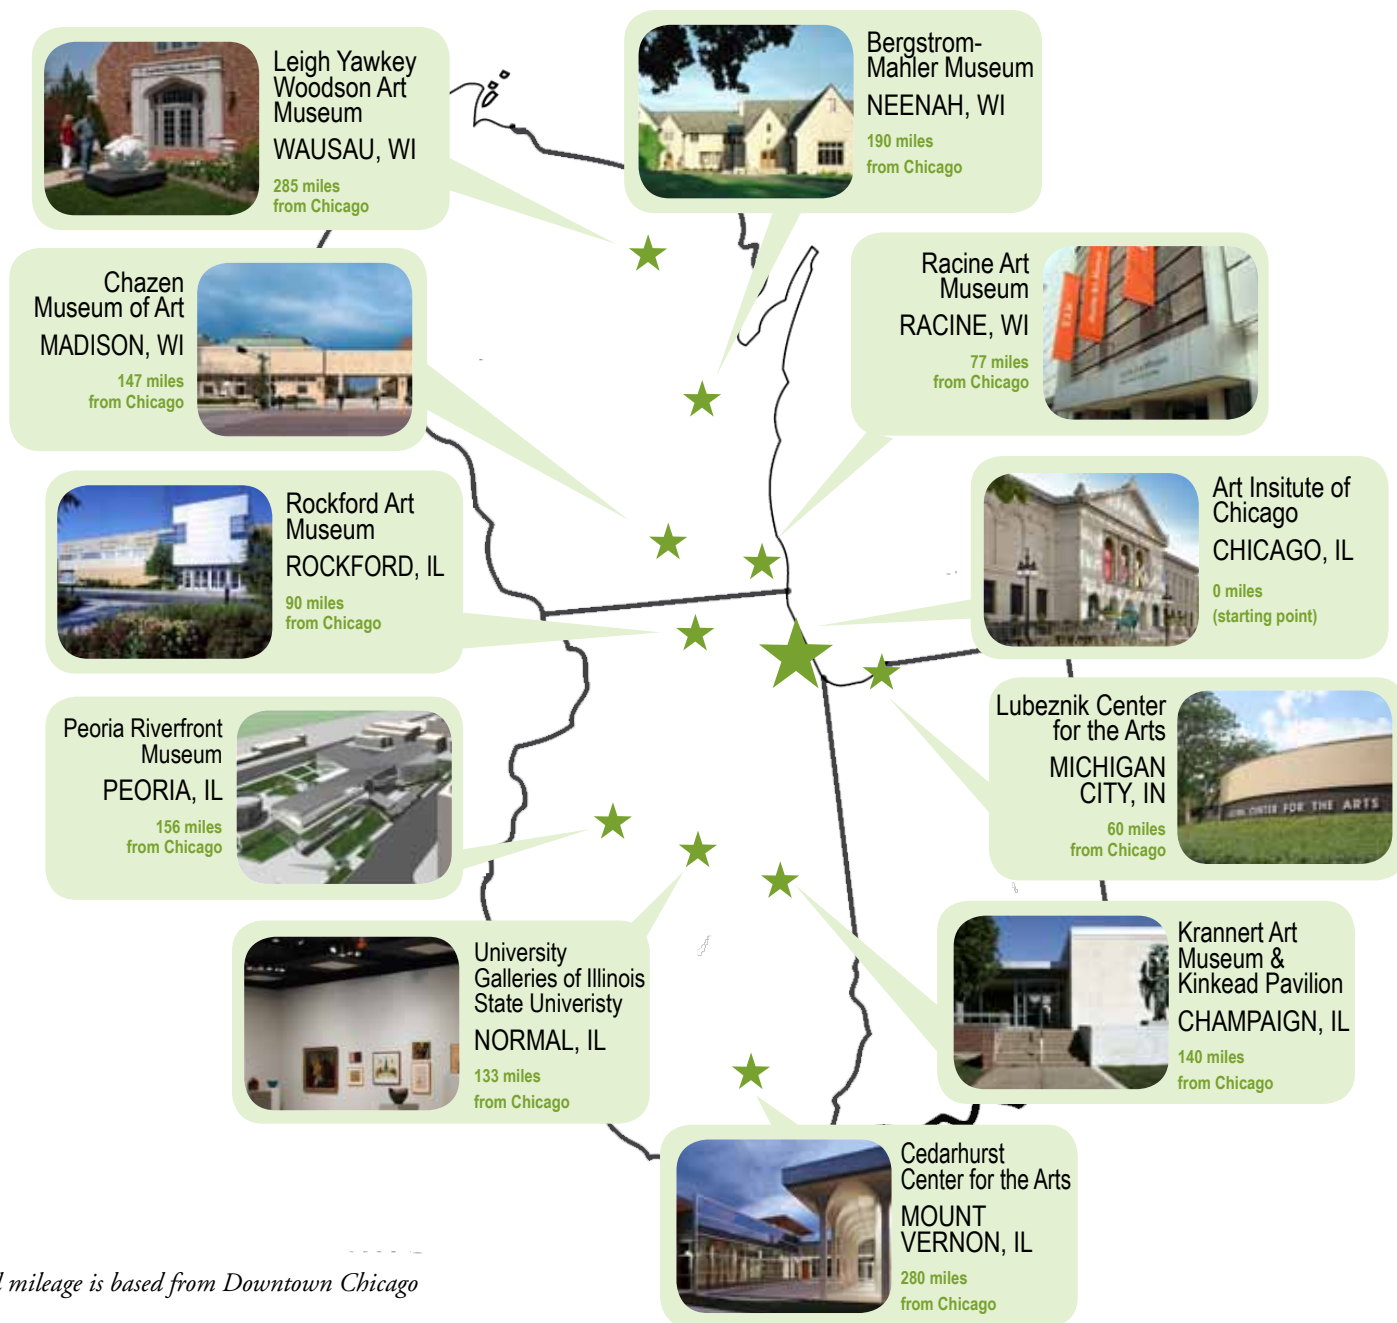 Leigh Yawkey
Woodson Art
Museum
WAUSAU, WI
285 miles
from Chicago
Bergstrom-
Mahler Museum
NEENAH, WI
190 miles
from Chicago
Chazen
Museum of Art
MADISON, WI
147 miles
from Chicago
Racine Art
Museum
RACINE, WI
77 miles
from Chicago
Rockford Art
Museum
ROCKFORD, IL
90 miles
from Chicago
Art Insitute of
Chicago
CHICAGO, IL
0 miles
(starting point)
Peoria Riverfront
Museum
PEORIA, IL
156 miles
from Chicago
Lubeznik Center
for the Arts
MICHIGAN
CITY, IN
60 miles
from Chicago
CENTER FOR THE ARTS
University
Galleries of Illinois
State Univeristy
NORMAL, IL
133 miles
from Chicago
Krannert Art
Museum &
Kinkead Pavilion
CHAMPAIGN, IL
140 miles
from Chicago
Cedarhurst
Center for the Arts
MOUNT
VERNON, IL
280 miles
from Chicago
mileage is based from Downtown Chicago